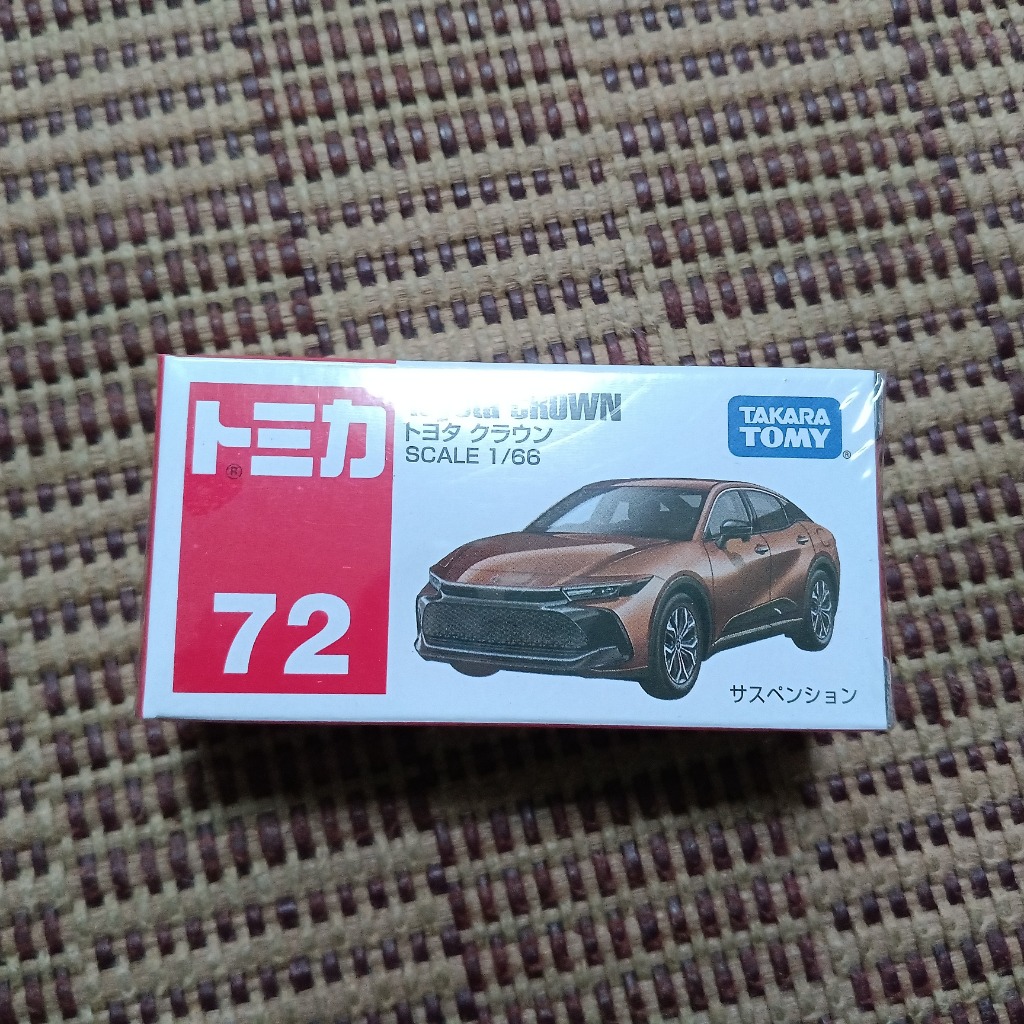 トミカ
®
72
Toyota CROWN
トヨタ クラウン
SCALE 1/66
TAKARA
TOMY®
サスペンション